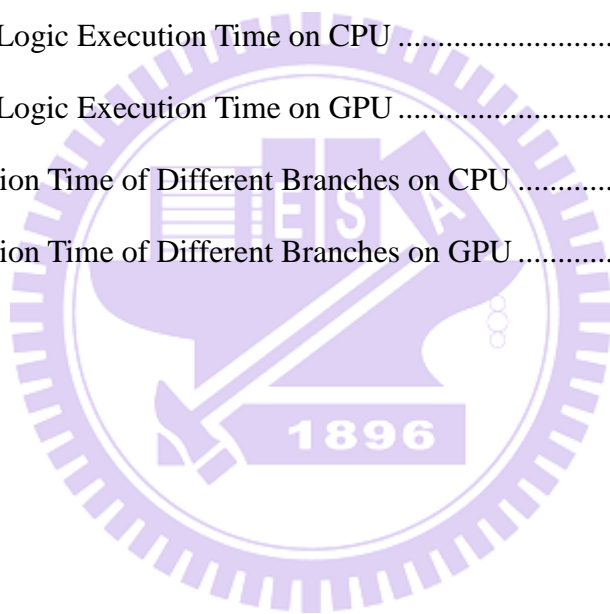 Logic Execution Time on CPU ........................
Logic Execution Time on GPU ........................
ion Time of Different Branches on CPU ............
ion Time of Different Branches on GPU ............
ESA
1896